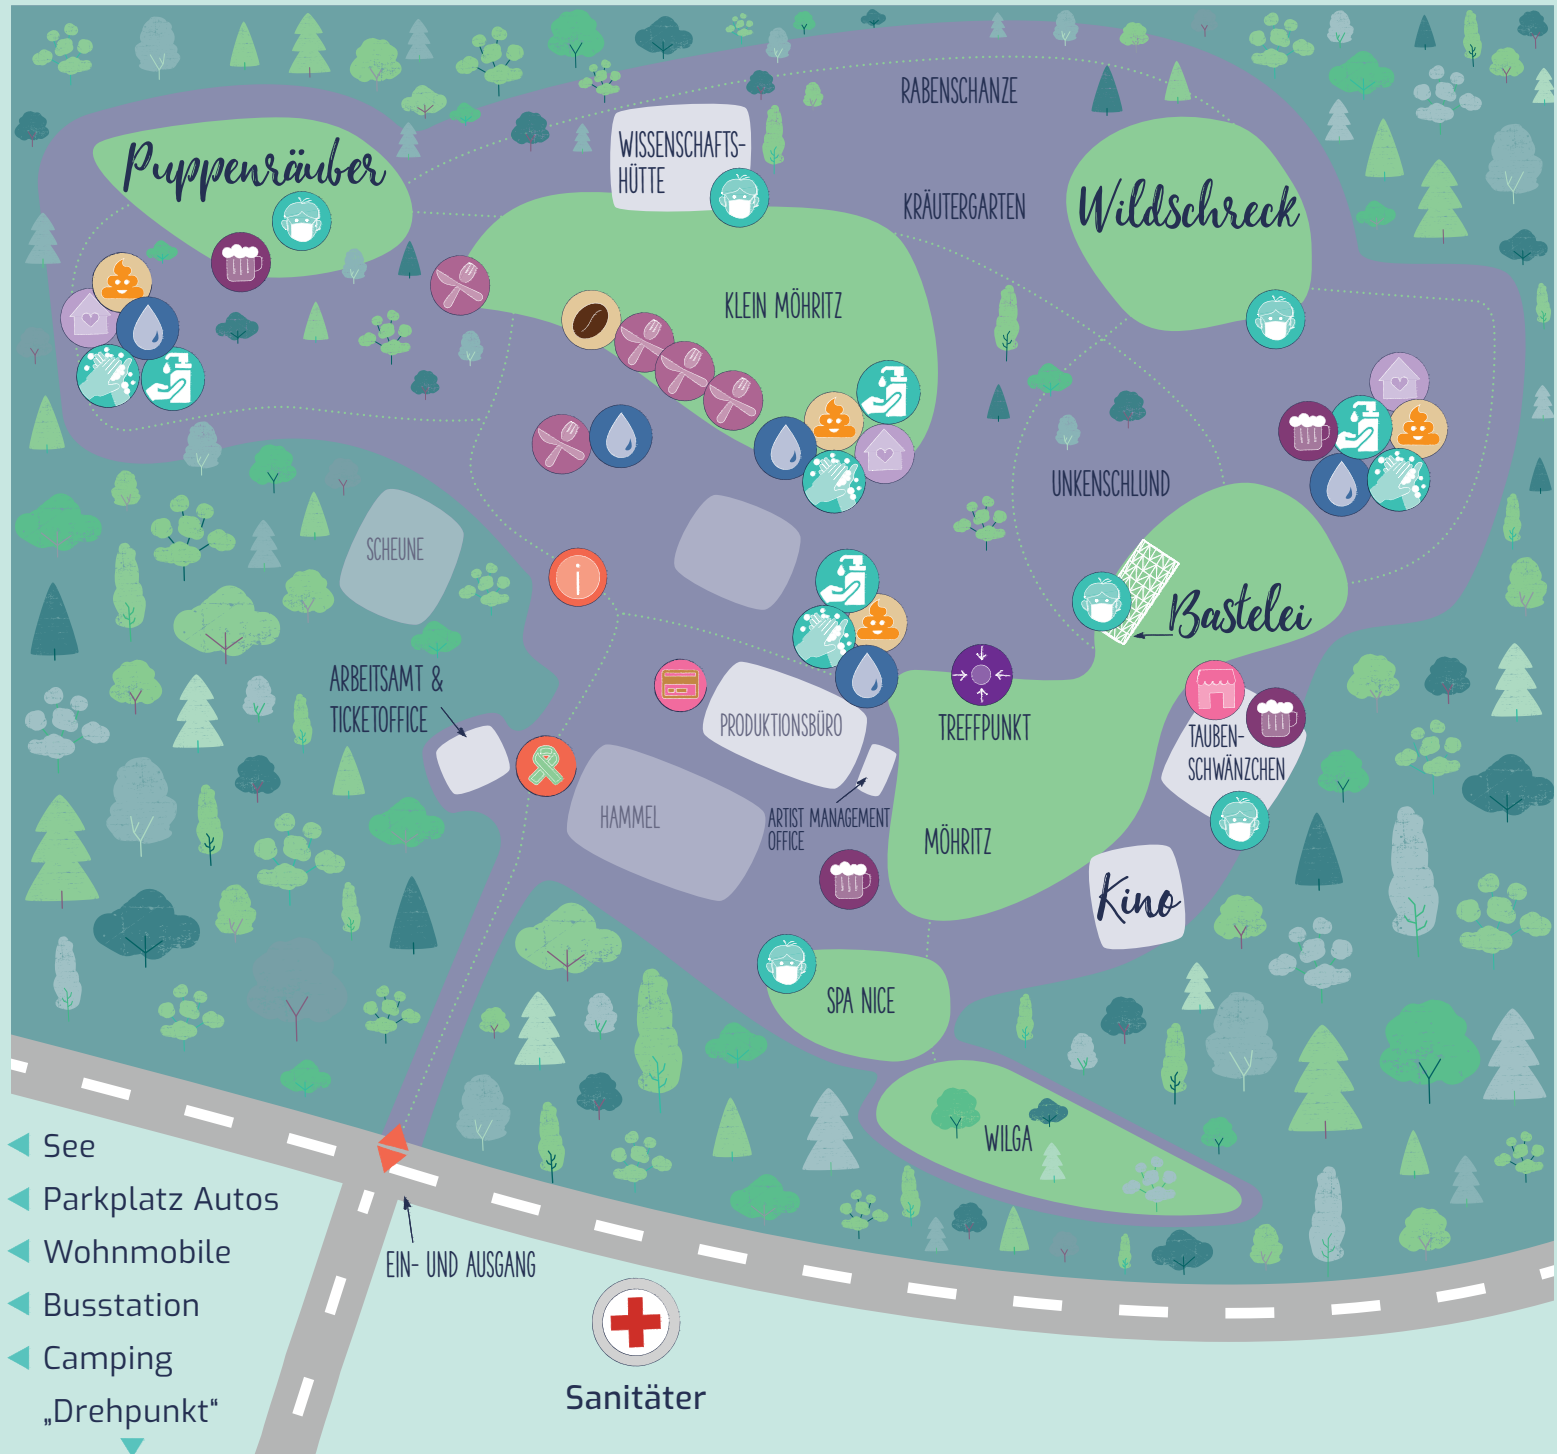 RABENSCHANZE
WISSENSCHAFTS-
HÜTTE
Puppenräuber
KRÄUTERGARTEN
Wildschreck
KLEIN MÖHRITZ
UNKENSCHLUND
SCHEUNE
i
Bastelei
ARBEITSAMT &
TICKETOFFICE
PRODUKTIONSBÜRO
TREFFPUNKT
TAUBEN-
SCHWÄNZCHEN
HAMMEL
ARTIST MANAGEMENT
OFFICE
MÖHRITZ
Kino
SPA NICE
WILGA
See
Parkplatz Autos
Wohnmobile
Busstation
Camping
„Drehpunkt“
EIN- UND AUSGANG
Sanitäter